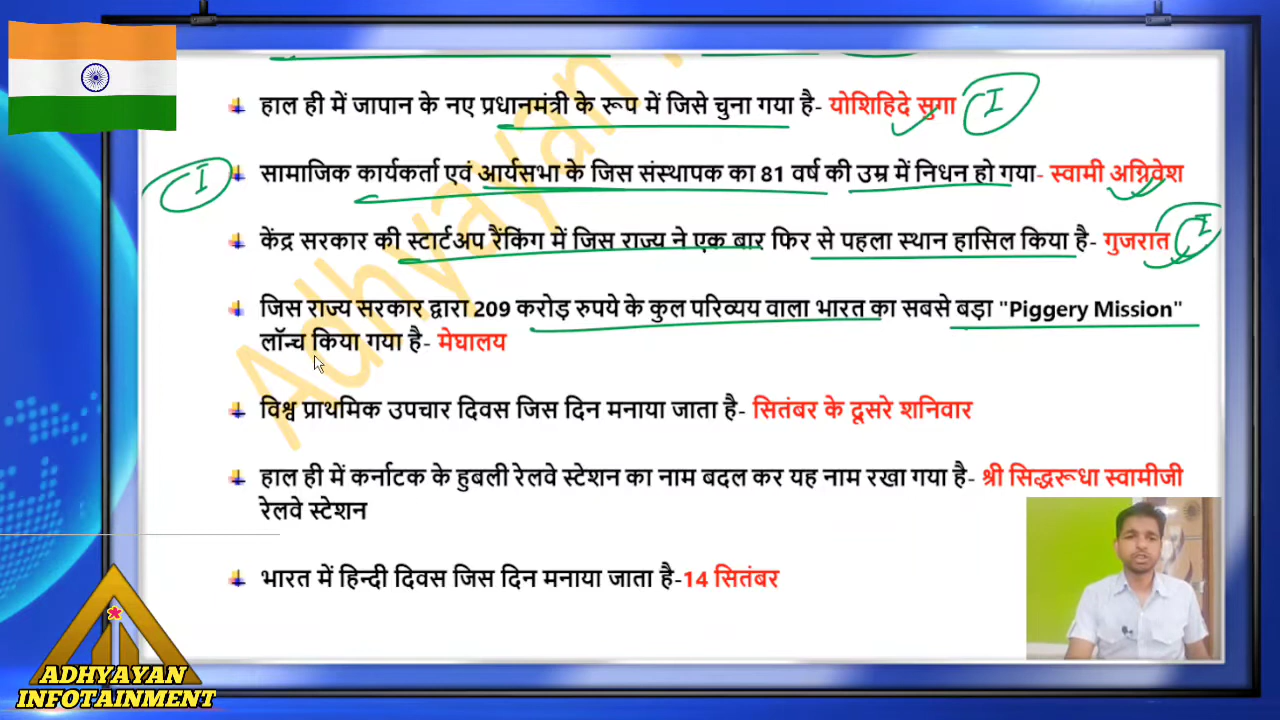 हाल ही में जापान के नए प्रधानमंत्री के रूप में जिसे चुना गया है- योशिहिदे सुगा I
I सामाजिक कार्यकर्ता एवं आर्यसभा के जिस संस्थापक का 81 वर्ष की उम्र में निधन हो गया- स्वामी अग्निवेश
केंद्र सरकार की स्टार्टअप रैंकिंग में जिस राज्य ने एक बार फिर से पहला स्थान हासिल किया है- गुजरात I
जिस राज्य सरकार द्वारा 209 करोड़ रुपये के कुल परिव्यय वाला भारत का सबसे बड़ा "Piggery Mission"
लॉन्च किया गया है- मेघालय
विश्व प्राथमिक उपचार दिवस जिस दिन मनाया जाता है- सितंबर के दूसरे शनिवार
हाल ही में कर्नाटक के हुबली रेलवे स्टेशन का नाम बदल कर यह नाम रखा गया है- श्री सिद्धरूधा स्वामीजी
रेलवे स्टेशन
भारत में हिन्दी दिवस जिस दिन मनाया जाता है-14 सितंबर
Adhyayan
ADHYAYAN
INFOTAINMENT